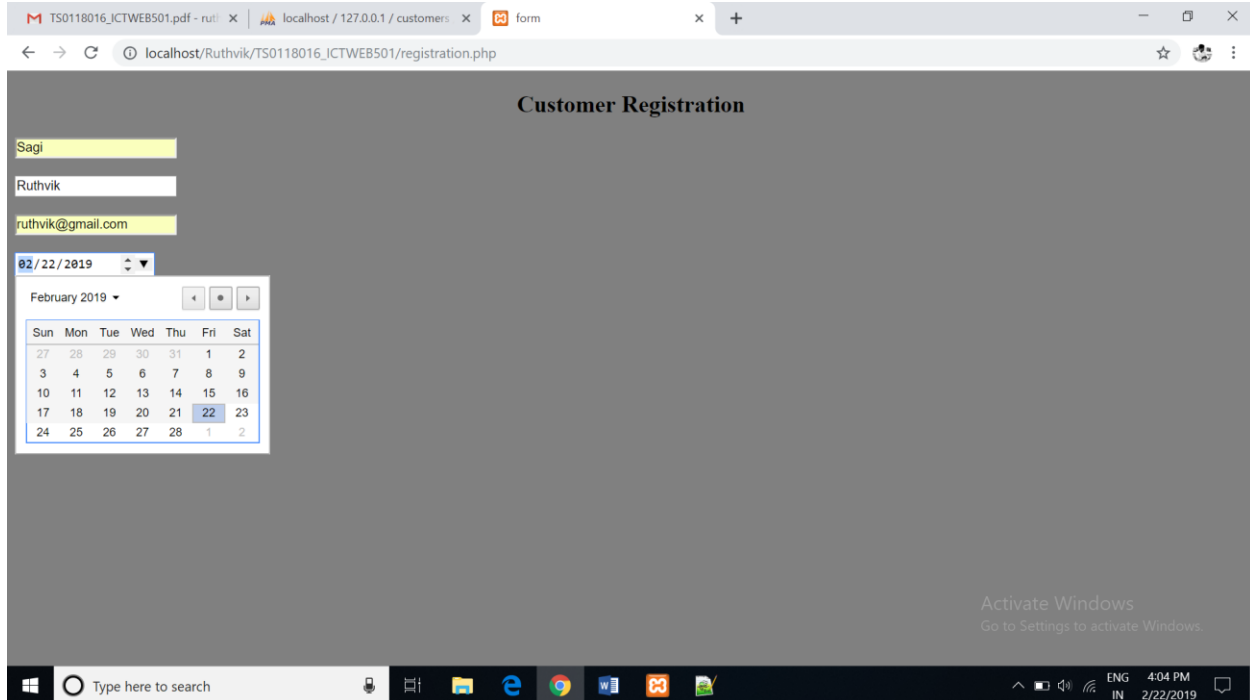 TS0118016_ICTWEB501.pdf - ruth
localhost / 127.0.0.1 / customers
form
localhost/Ruthvik/TS0118016_ICTWEB501/registration.php
Customer Registration
Sagi
Ruthvik
ruthvik@gmail.com
02/22/2019
February 2019
Sun Mon Tue Wed Thu Fri Sat
27 28 29 30 31 1 2
3 4 5 6 7 8 9
10 11 12 13 14 15 16
17 18 19 20 21 22 23
24 25 26 27 28 1 2
Activate Windows
Go to Settings to activate Windows.
Type here to search
ENG 4:04 PM
IN 2/22/2019